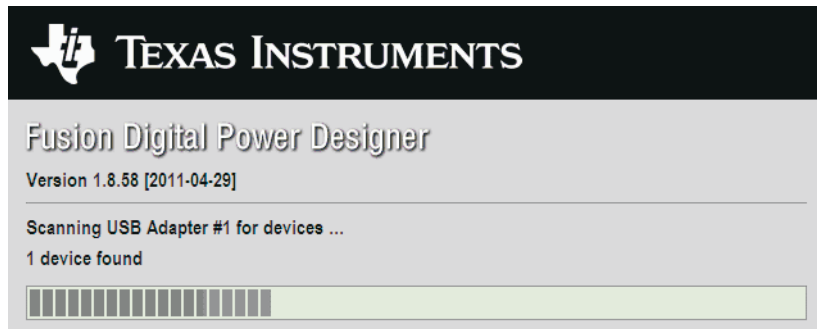 TEXAS INSTRUMENTS
Fusion Digital Power Designer
Version 1.8.58 [2011-04-29]
Scanning USB Adapter #1 for devices ...
1 device found